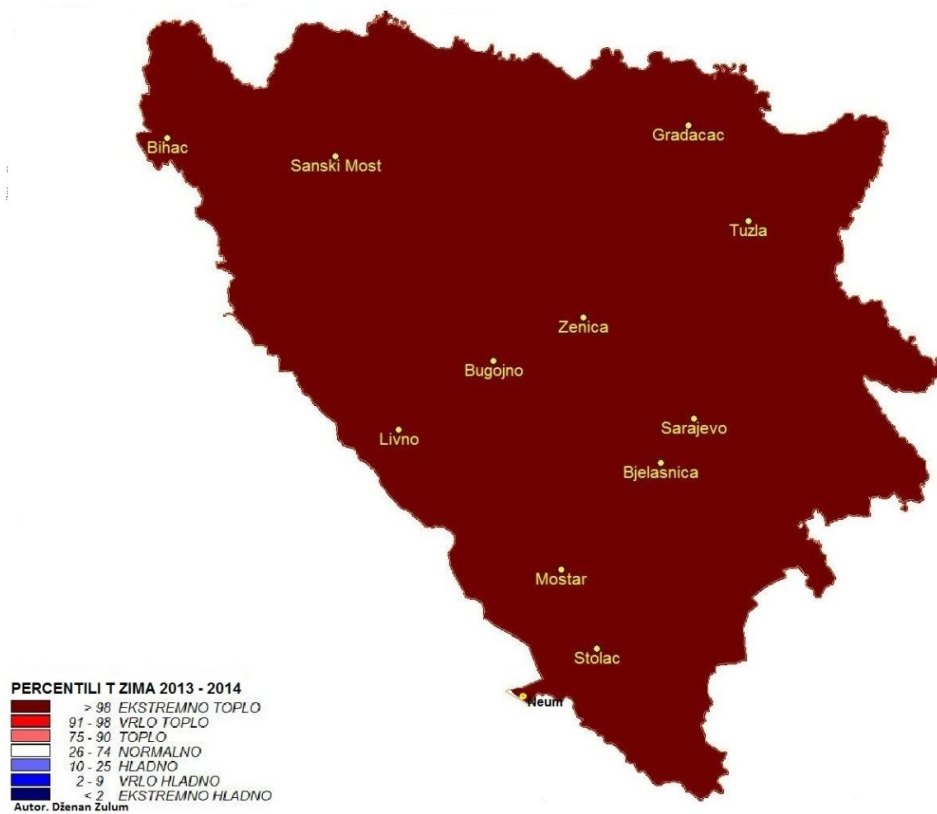 Gradacac
Bihac
Sanski Most
Tuzla
Zenica
Bugojno
Sarajevo
Livno
Bjelasnica
Mostar
Stolac
Neum
PERCENTILI T ZIMA 2013 - 2014
> 98 EKSTREMNO TOPLO
91 - 98 VRLO TOPLO
75 - 90 TOPLO
26 - 74 NORMALNO
10 - 25 HLADNO
2 - 9 VRLO HLADNO
< 2 EKSTREMNO HLADNO
Autor. Dženan Zulum